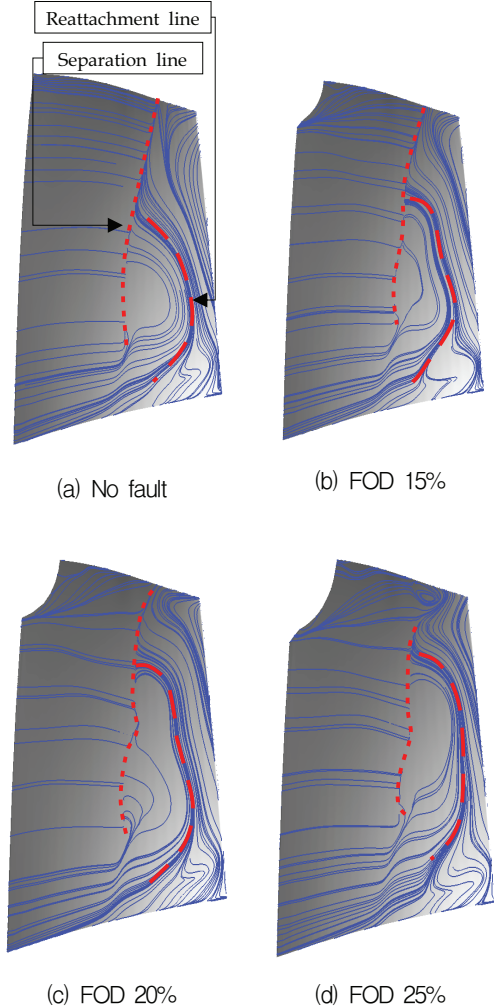 Reattachment line
Separation line
(a) No fault
(b) FOD 15%
(c) FOD 20%
(d) FOD 25%